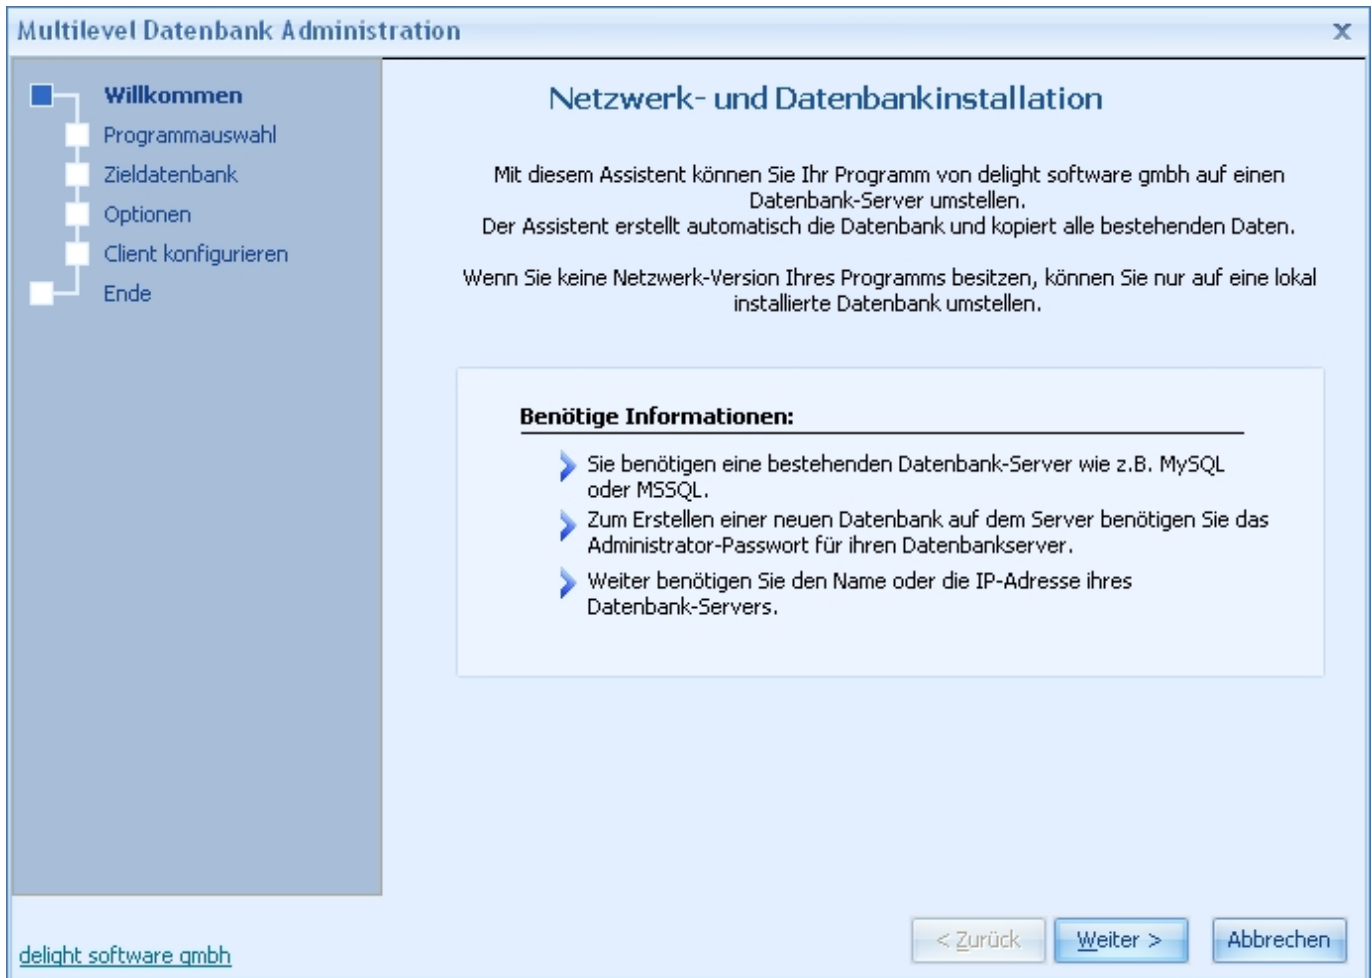 Multilevel Datenbank Administration
x
Willkommen
Programmauswahl
Zieldatenbank
Optionen
Client konfigurieren
Ende
Netzwerk- und Datenbankinstallation
Mit diesem Assistent können Sie Ihr Programm von delight software gmbh auf einen
Datenbank-Server umstellen.
Der Assistent erstellt automatisch die Datenbank und kopiert alle bestehenden Daten.
Wenn Sie keine Netzwerk-Version Ihres Programms besitzen, können Sie nur auf eine lokal
installierte Datenbank umstellen.
Benötige Informationen:
Sie benötigen eine bestehenden Datenbank-Server wie z.B. MySQL
oder MSSQL.
Zum Erstellen einer neuen Datenbank auf dem Server benötigen Sie das
Administrator-Passwort für ihren Datenbankserver.
Weiter benötigen Sie den Name oder die IP-Adresse ihres
Datenbank-Servers.
delight software gmbh
< Zurück
Weiter >
Abbrechen